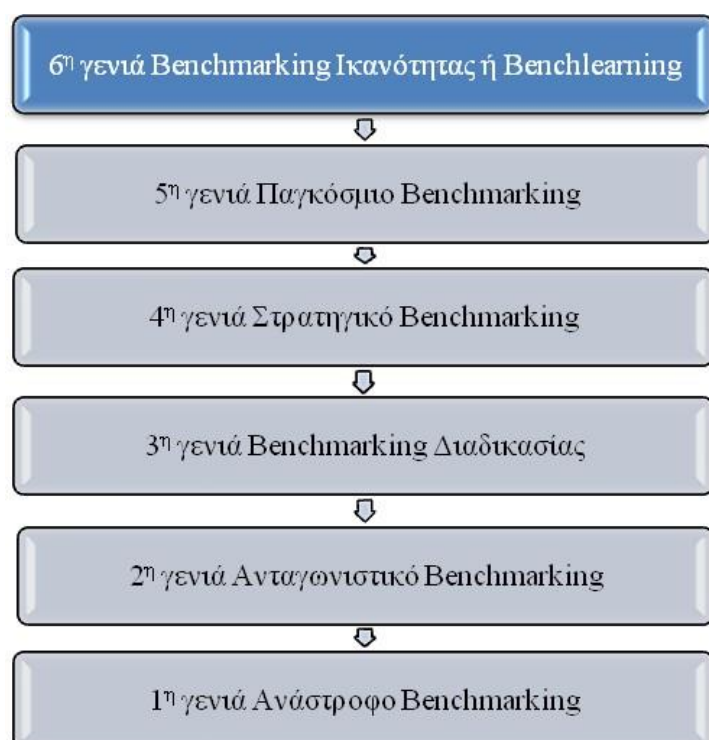 6η γενιά Benchmarking Ικανότητας ή Benchlearning
5η γενιά Παγκόσμιο Benchmarking
4η γενιά Στρατηγικό Benchmarking
3η γενιά Benchmarking Διαδικασίας
2η γενιά Ανταγωνιστικό Benchmarking
1η γενιά Ανάστροφο Benchmarking